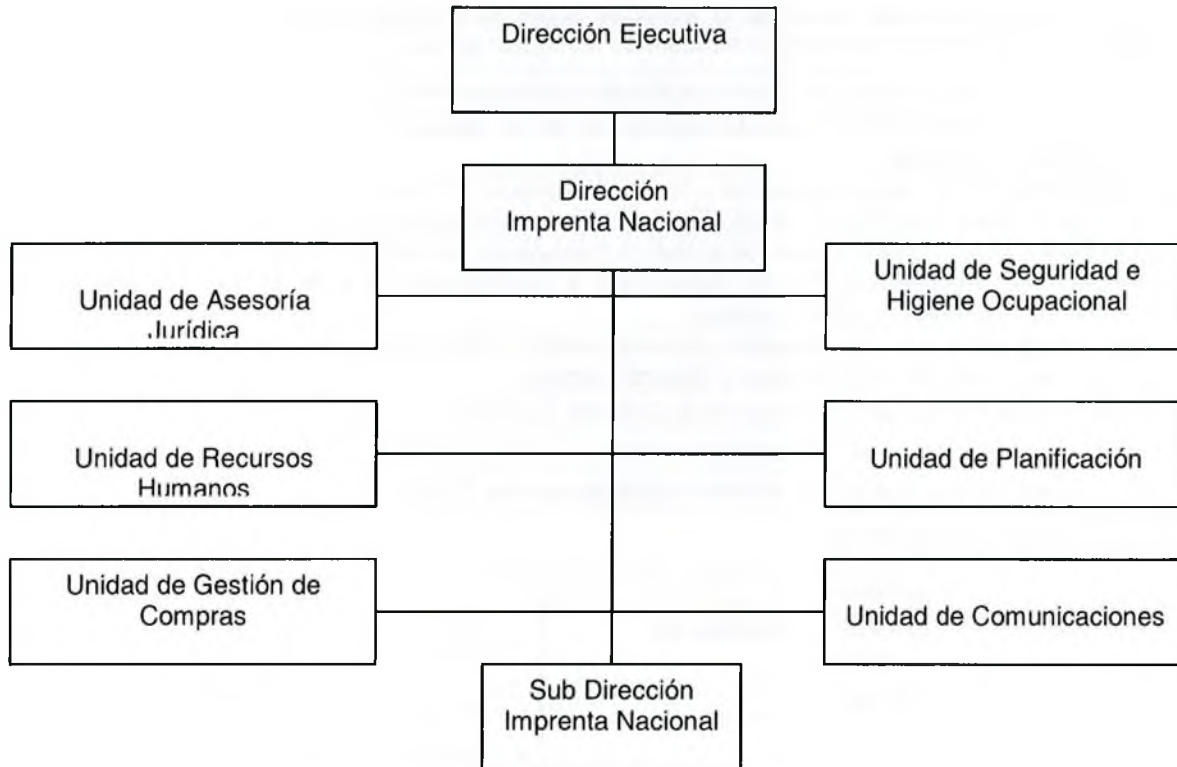 Dirección Ejecutiva
Dirección
Imprenta Nacional
Unidad de Asesoría
Jurídica
Unidad de Seguridad e
Higiene Ocupacional
Unidad de Recursos
Humanos
Unidad de Planificación
Unidad de Gestión de
Compras
Unidad de Comunicaciones
Sub Dirección
Imprenta Nacional